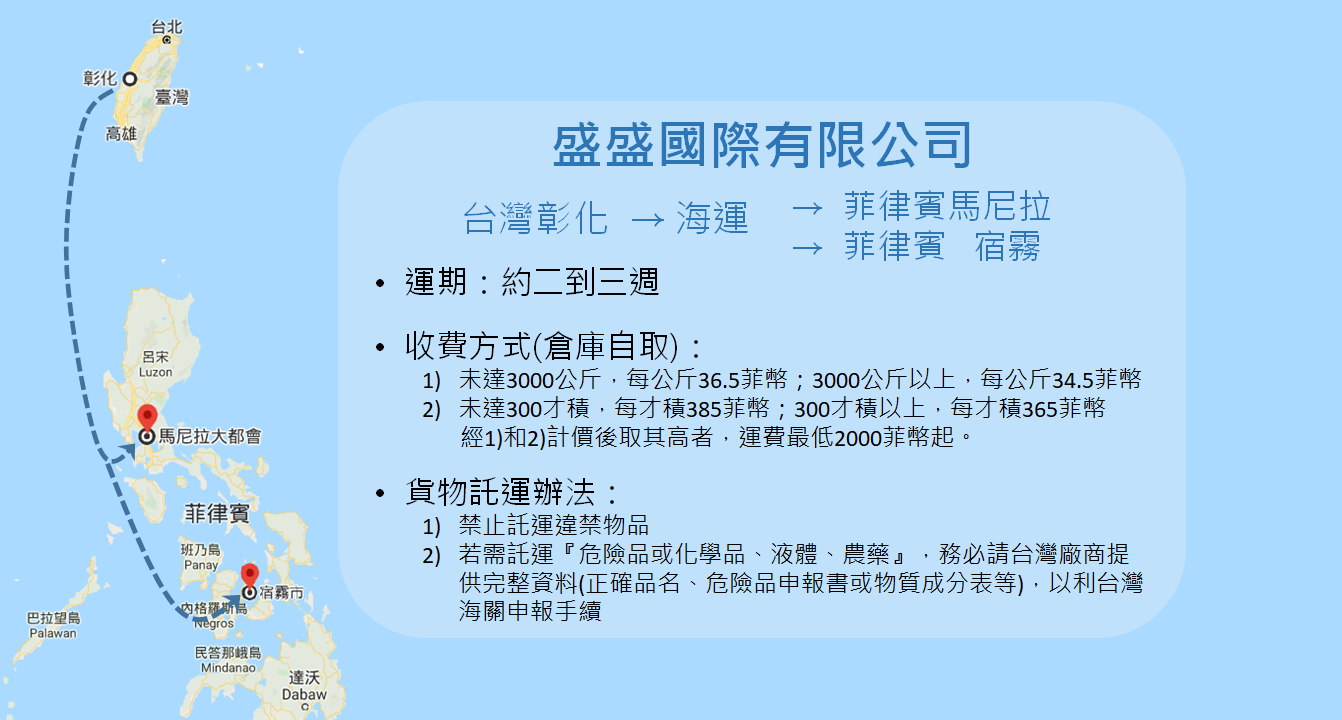 台北
彰化
臺灣
高雄
盛盛國際有限公司
台灣彰化 → 海運
→ 菲律賓馬尼拉
→ 菲律賓 宿霧
• 運期：約二到三週
• 收費方式(倉庫自取)：
1) 未達3000公斤，每公斤36.5菲幣；3000公斤以上，每公斤34.5菲幣
2) 未達300才積，每才積385菲幣；300才積以上，每才積365菲幣
經1)和2)計價後取其高者，運費最低2000菲幣起。
• 貨物託運辦法：
1) 禁止託運違禁物品
2) 若需託運『危險品或化學品、液體、農藥』，務必請台灣廠商提
供完整資料(正確品名、危險品申報書或物質成分表等)，以利台灣
海關申報手續
呂宋
Luzon
馬尼拉大都會
菲律賓
班乃島
Panay
宿霧市
內格羅斯島
Negros
巴拉望島
Palawan
民答那峨島
Mindanao
達沃
Dabaw